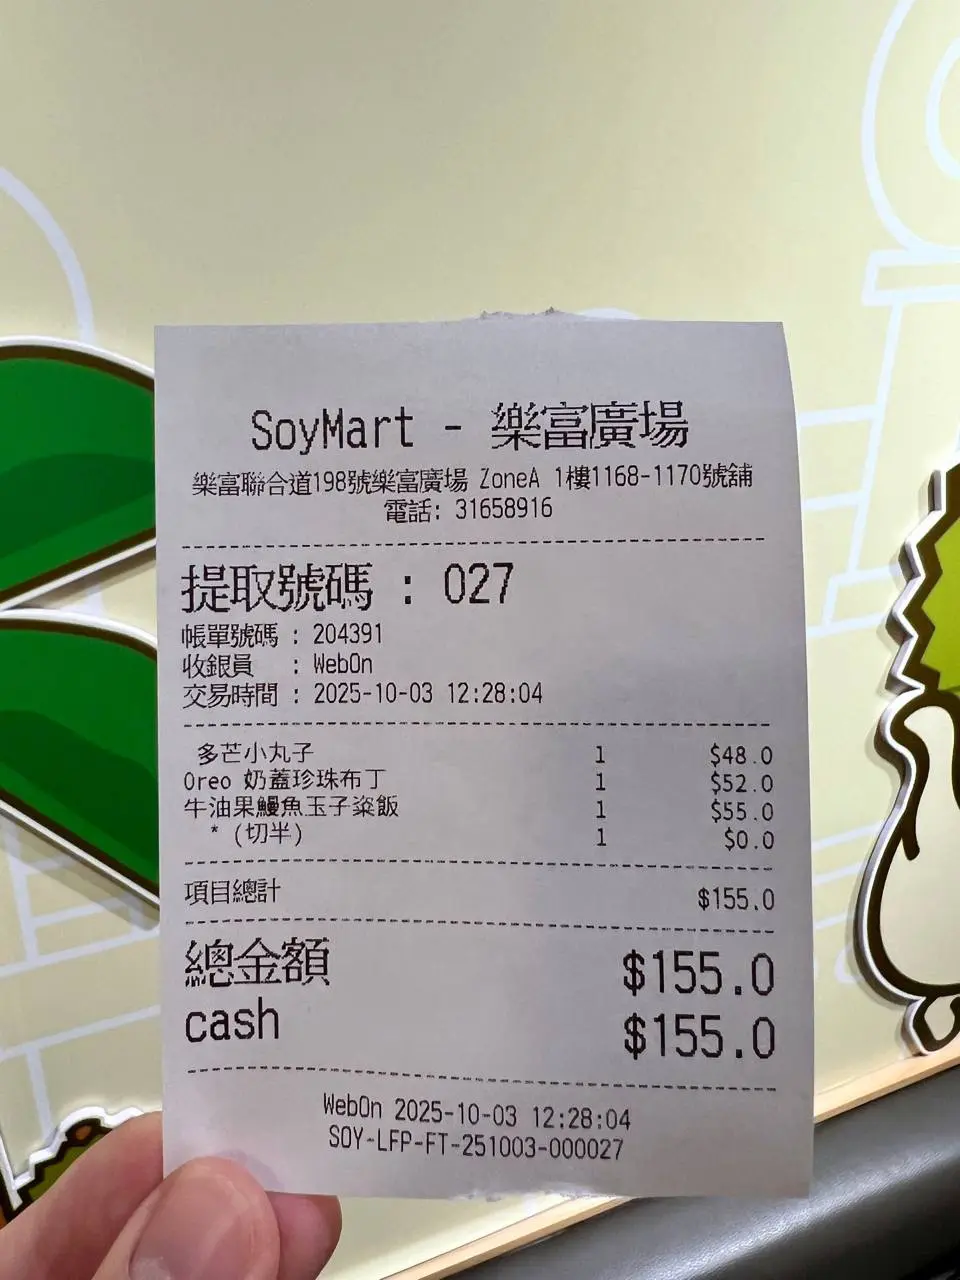 SoyMart - 樂富廣場
樂富聯合道198號樂富廣場 ZoneA 1樓1168-1170號舖
電話: 31658916
提取號碼 : 027
帳單號碼 : 204391
收銀員 : WebOn
交易時間 : 2025-10-03 12:28:04
多芒小丸子 1 $48.0
Oreo 奶蓋珍珠布丁 1 $52.0
牛油果鰻魚玉子粢飯 1 $55.0
* (切半) 1 $0.0
項目總計 $155.0
總金額 $155.0
cash $155.0
WebOn 2025-10-03 12:28:04
SOY-LFP-FT-251003-000027